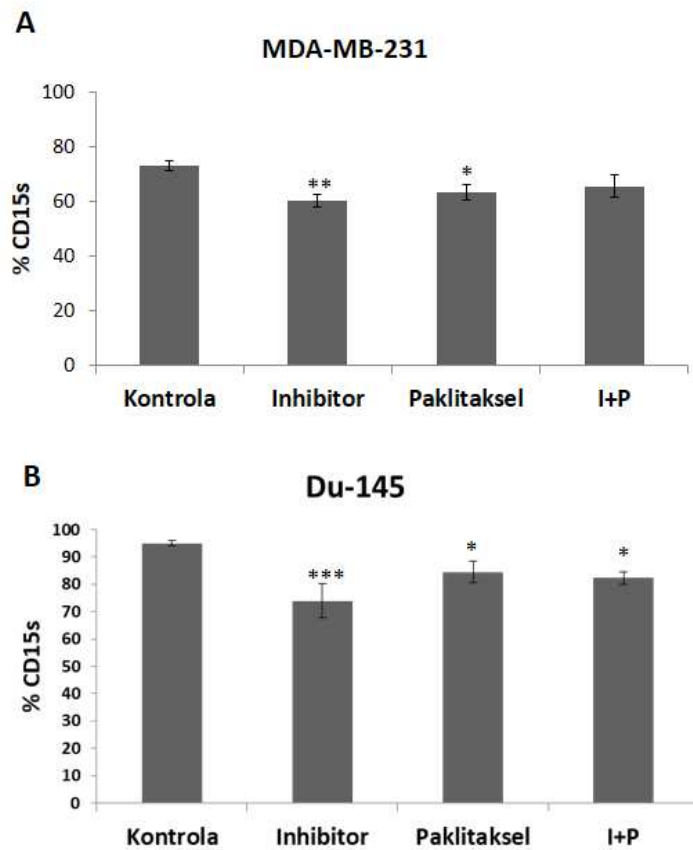 A
MDA-MB-231
% CD15s
100
80
60
40
20
0
**
*
Kontrola Inhibitor Paklitaksel I+P
B
Du-145
% CD15s
100
90
80
70
60
50
40
30
20
10
0
***
*
*
Kontrola Inhibitor Paklitaksel I+P